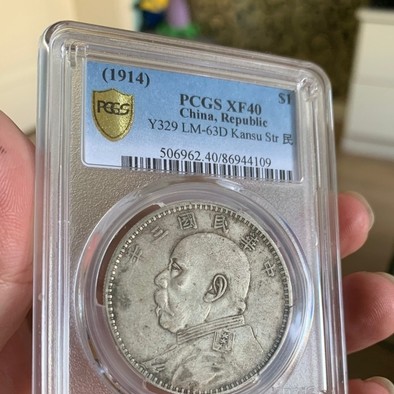 (1914) $1
PCGS XF40
China, Republic
PCGS
Y329 LM-63D Kansu Str 民
506962.40/86944109
年三國民華中